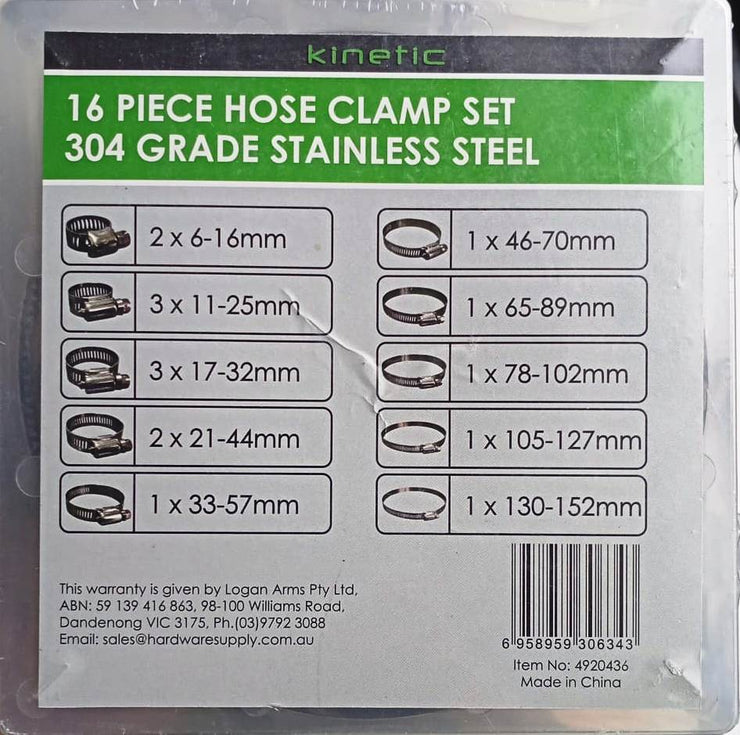 kinetic
16 PIECE HOSE CLAMP SET
304 GRADE STAINLESS STEEL
2 x 6-16mm
3 x 11-25mm
3 x 17-32mm
2 x 21-44mm
1 x 33-57mm
1 x 46-70mm
1 x 65-89mm
1 x 78-102mm
1 x 105-127mm
1 x 130-152mm
This warranty is given by Logan Arms Pty Ltd,
ABN: 59 139 416 863, 98-100 Williams Road,
Dandenong VIC 3175, Ph.(03)9792 3088
Email: sales@hardwaresupply.com.au
6 958959 306343
Item No: 4920436
Made in China